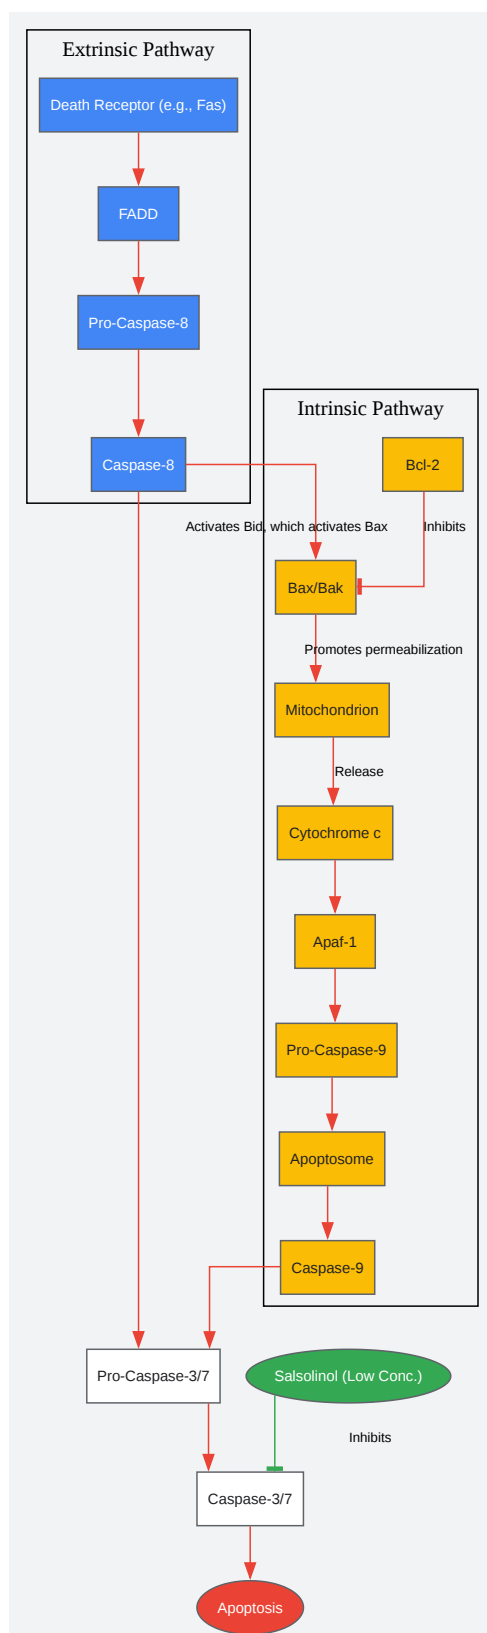 Extrinsic Pathway
Death Receptor (e.g., Fas)
FADD
Pro-Caspase-8
Caspase-8
Intrinsic Pathway
Bcl-2
Activates Bid, which activates Bax
Inhibits
Bax/Bak
Promotes permeabilization
Mitochondrion
Release
Cytochrome c
Apaf-1
Pro-Caspase-9
Apoptosome
Caspase-9
Pro-Caspase-3/7
Salsolinol (Low Conc.)
Inhibits
Caspase-3/7
Apoptosis